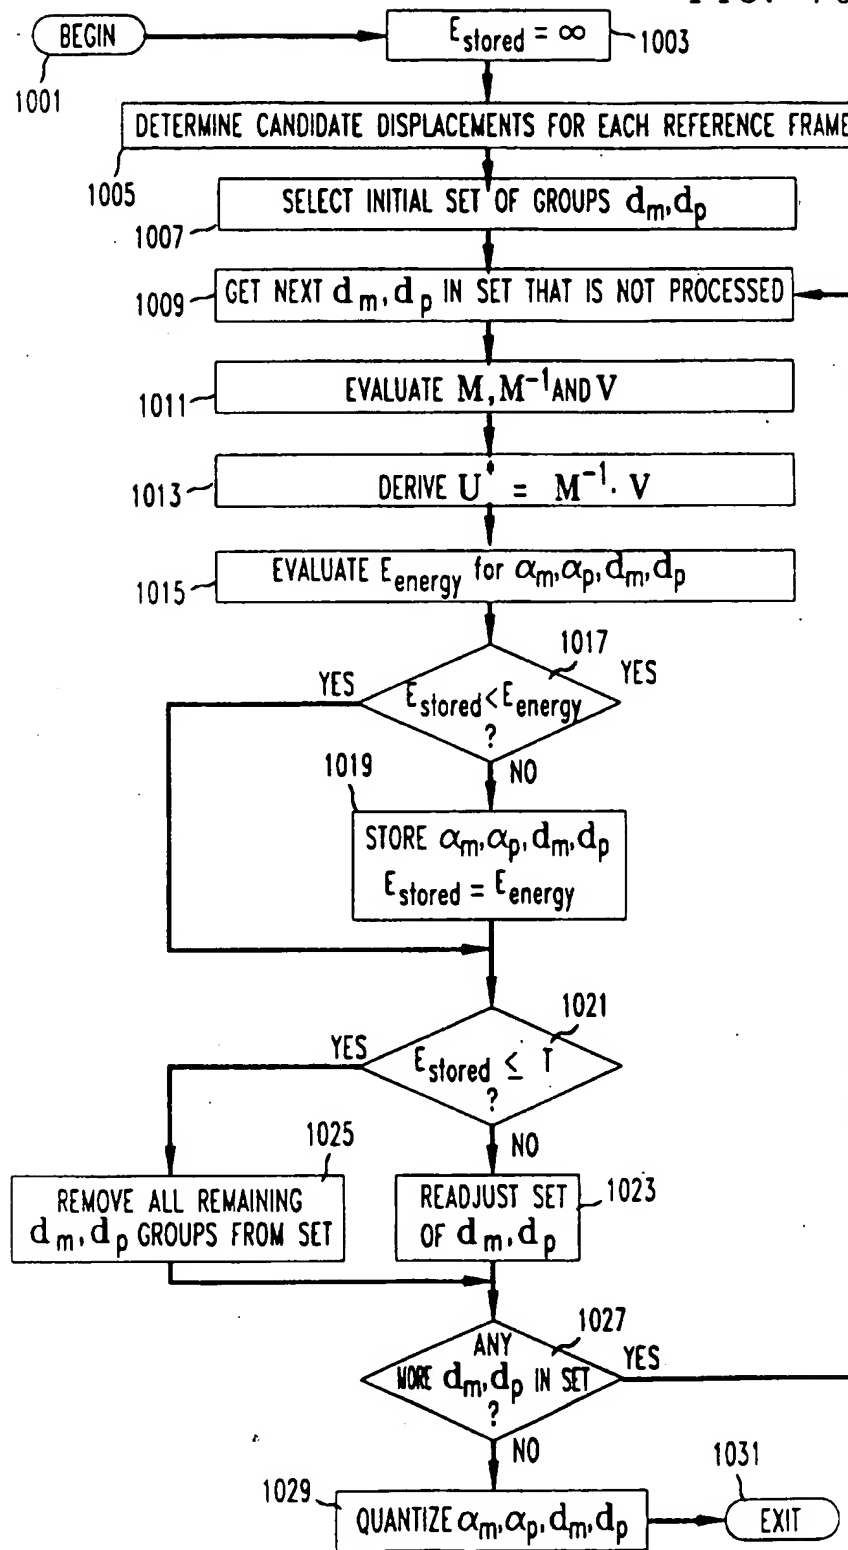 FIG. 10
BEGIN
1001
E_stored = ∞
1003
DETERMINE CANDIDATE DISPLACEMENTS FOR EACH REFERENCE FRAME
1005
SELECT INITIAL SET OF GROUPS d_m,d_p
1007
GET NEXT d_m,d_p IN SET THAT IS NOT PROCESSED
1009
EVALUATE M,M⁻¹ AND V
1011
DERIVE U* = M⁻¹· V
1013
EVALUATE E_energy for α_m,α_p,d_m,d_p
1015
1017
YES
YES
E_stored<E_energy
?
NO
1019
STORE α_m,α_p,d_m,d_p
E_stored = E_energy
1021
YES
E_stored ≤ T
?
NO
1025
REMOVE ALL REMAINING
d_m,d_p GROUPS FROM SET
READJUST SET
OF d_m,d_p
1023
1027
ANY
MORE d_m,d_p IN SET
?
YES
NO
1029
QUANTIZE α_m,α_p,d_m,d_p
1031
EXIT